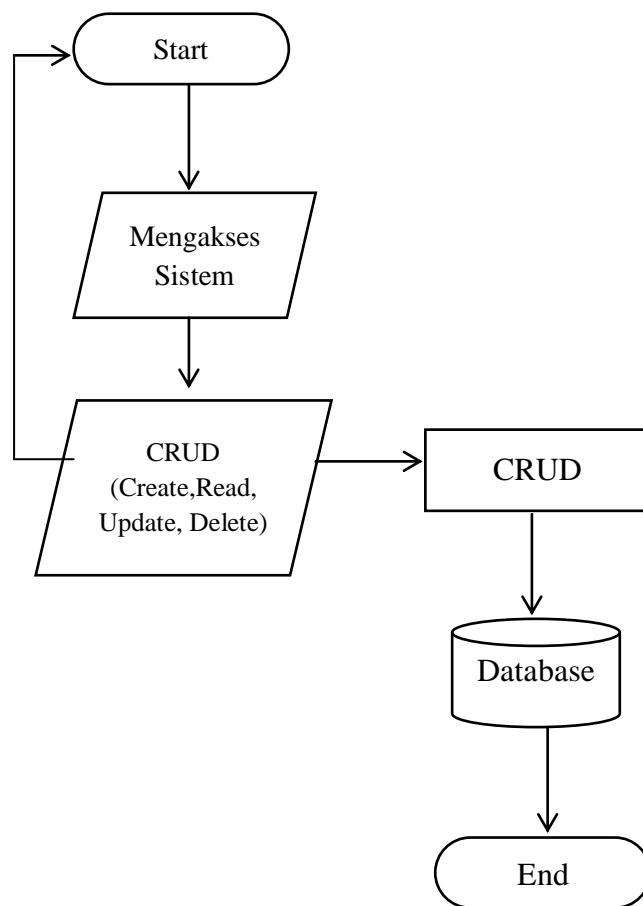 Start
Mengakses
Sistem
CRUD
(Create,Read,
Update, Delete)
CRUD
Database
End